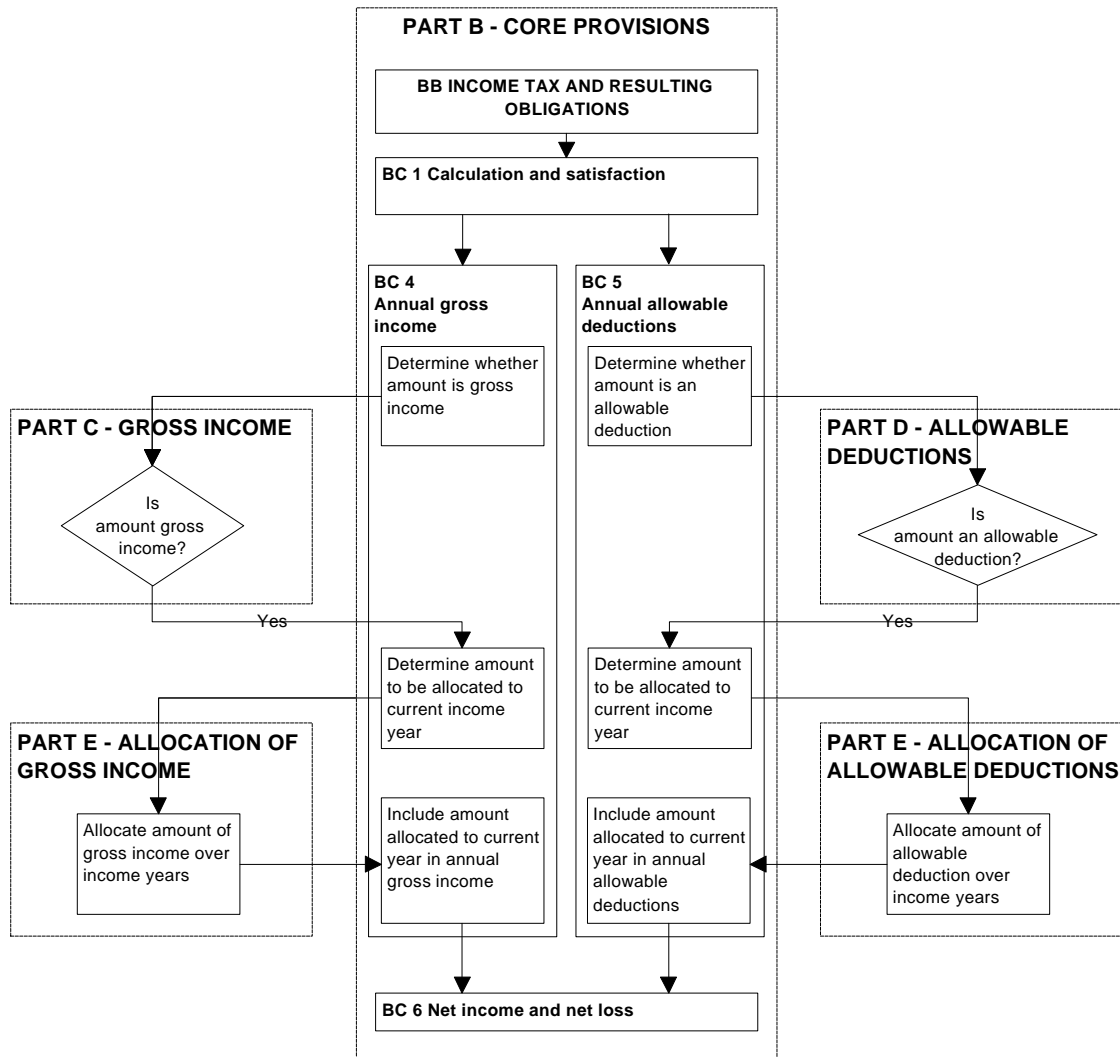 PART B - CORE PROVISIONS
BB INCOME TAX AND RESULTING
OBLIGATIONS
BC 1 Calculation and satisfaction
BC 4
Annual gross
income
Determine whether
amount is gross
income
BC 5
Annual allowable
deductions
Determine whether
amount is an
allowable
deduction
PART C - GROSS INCOME
Is
amount gross
income?
Yes
PART D - ALLOWABLE
DEDUCTIONS
Is
amount an allowable
deduction?
Yes
Determine amount
to be allocated to
current income
year
Determine amount
to be allocated to
current income
year
PART E - ALLOCATION OF
GROSS INCOME
Allocate amount of
gross income over
income years
Include amount
allocated to current
year in annual
gross income
Include amount
allocated to current
year in annual
allowable
deductions
PART E - ALLOCATION OF
ALLOWABLE DEDUCTIONS
Allocate amount of
allowable
deduction over
income years
BC 6 Net income and net loss